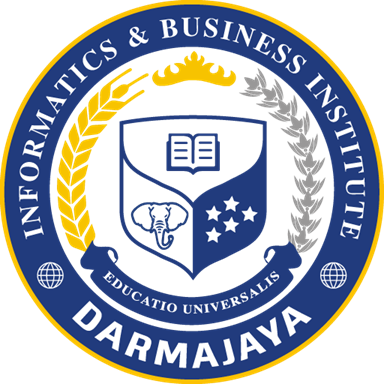 INFORMATICS & BUSINESS INSTITUTE
EDUCATIO UNIVERSALIS
DARMAJAYA